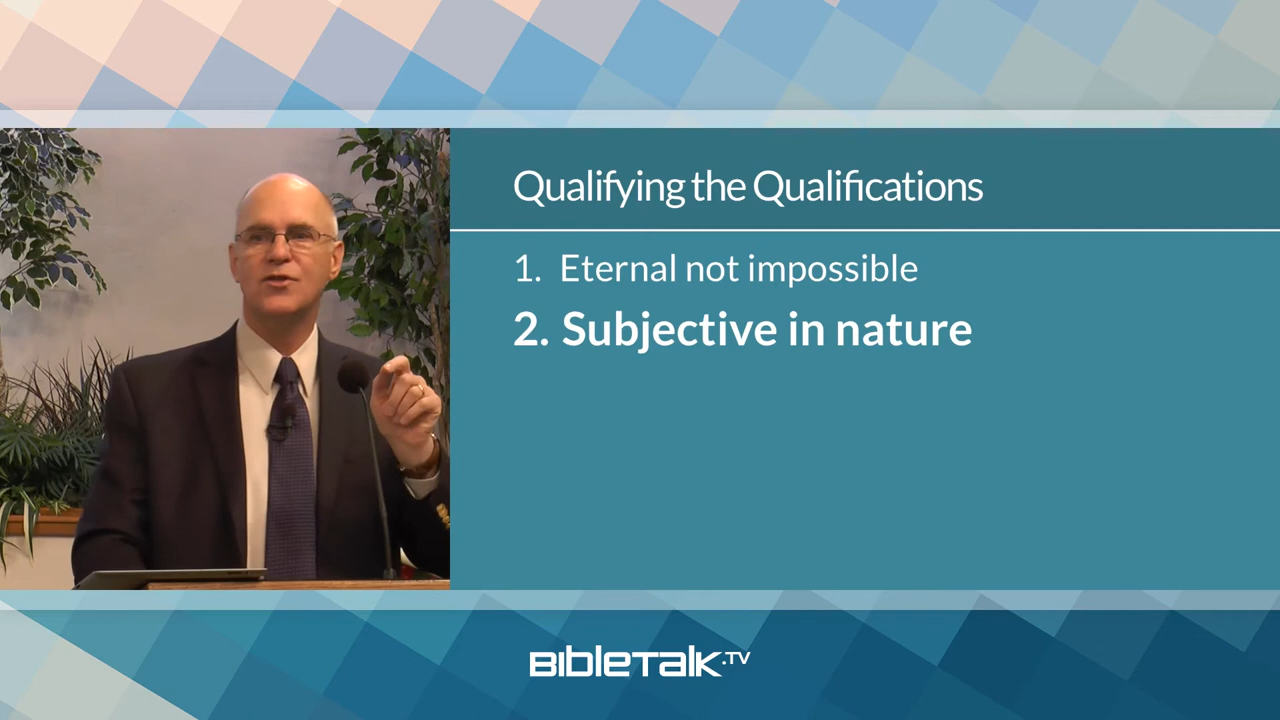 Qualifying the Qualifications
1. Eternal not impossible
2. Subjective in nature
BIBLETALK.TV